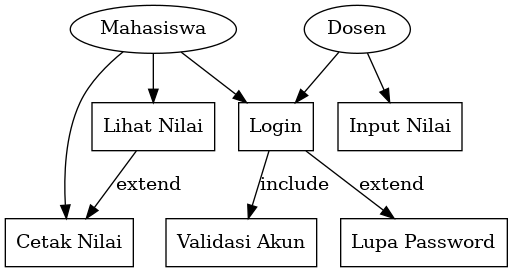 Mahasiswa
Dosen
Lihat Nilai
Login
Input Nilai
extend
include
extend
Cetak Nilai
Validasi Akun
Lupa Password